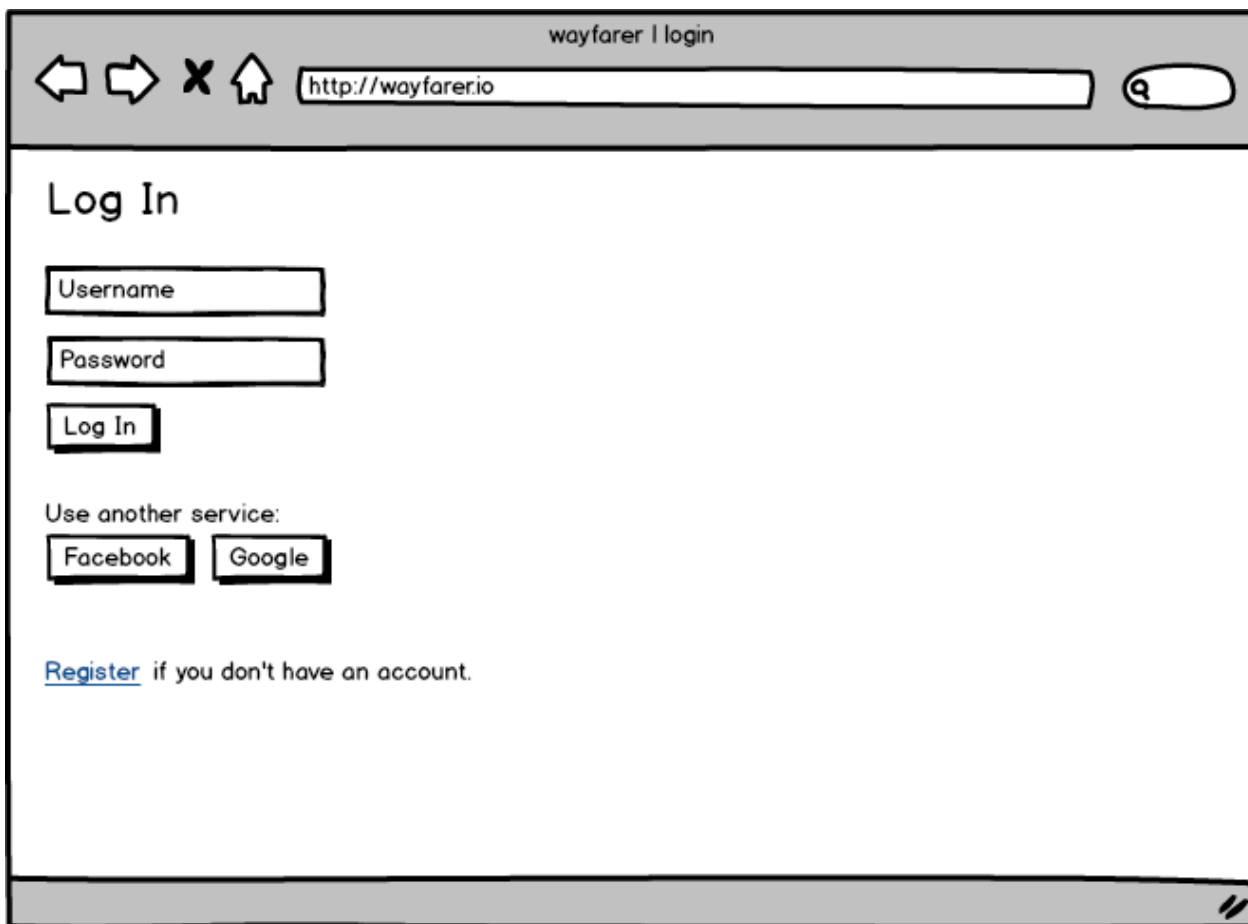 wayfarer | login
http://wayfarer.io
Log In
Username
Password
Log In
Use another service:
Facebook Google
Register if you don't have an account.